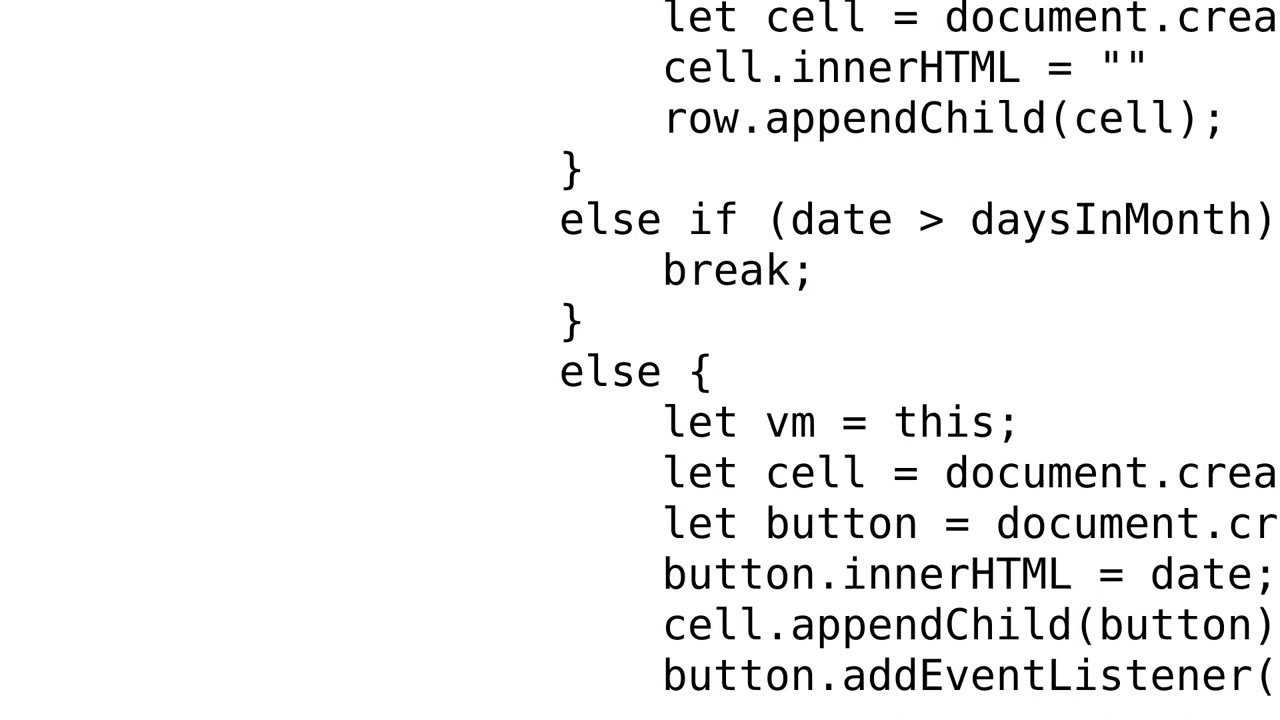 let cell = document.crea
cell.innerHTML = ""
row.appendChild(cell);
}
else if (date > daysInMonth)
break;
}
else {
let vm = this;
let cell = document.crea
let button = document.cr
button.innerHTML = date;
cell.appendChild(button)
button.addEventListener(